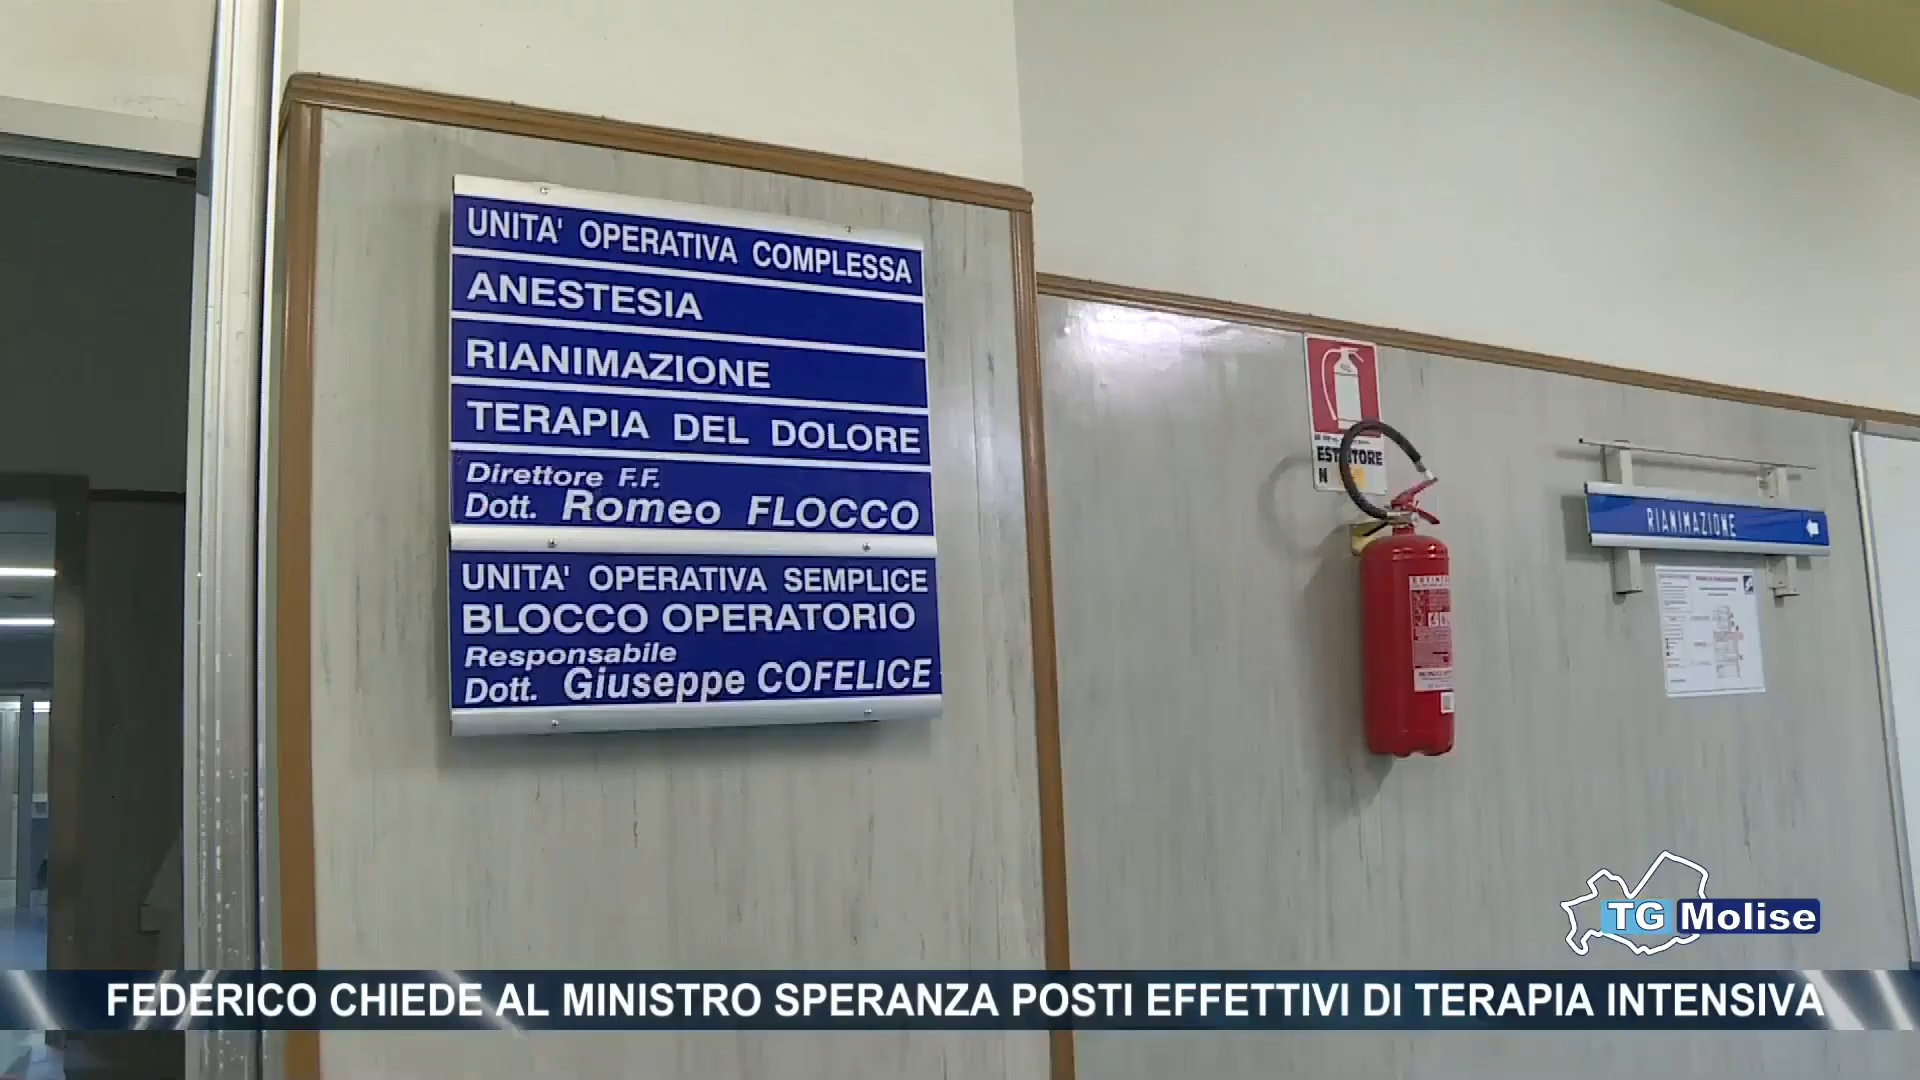 UNITA' OPERATIVA COMPLESSA
ANESTESIA
RIANIMAZIONE
TERAPIA DEL DOLORE
Direttore F.F.
Dott. Romeo FLOCCO
UNITA' OPERATIVA SEMPLICE
BLOCCO OPERATORIO
Responsabile
Dott. Giuseppe COFELICE
N
RIANIMAZIONE
TG Molise
FEDERICO CHIEDE AL MINISTRO SPERANZA POSTI EFFETTIVI DI TERAPIA INTENSIVA